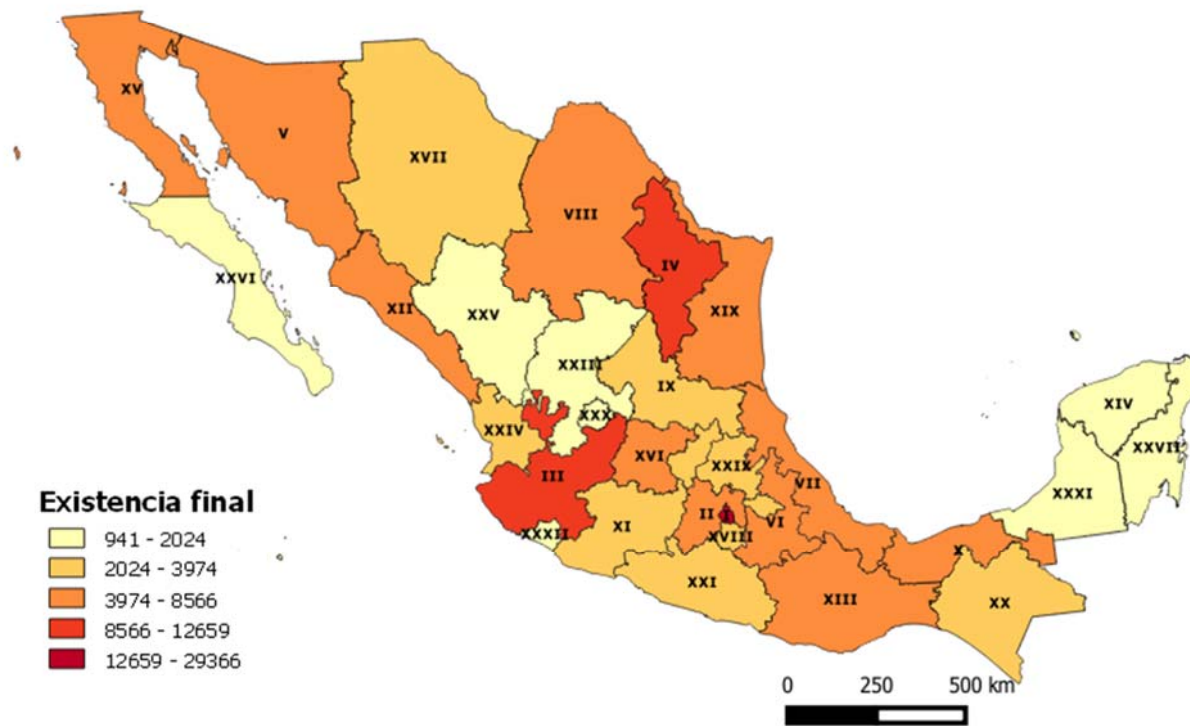 XV
V
XVII
VIII
IV
XXVI
XII
XXV
XIX
XXIII
IX
XXX
XXIV
XIV
XVI
XXIX
XXVII
III
VII
XXXI
II
I
VI
XI
XXXII
XVIII
X
XXI
XIII
XX
Existencia final
941 - 2024
2024 - 3974
3974 - 8566
8566 - 12659
12659 - 29366
0 250 500 km